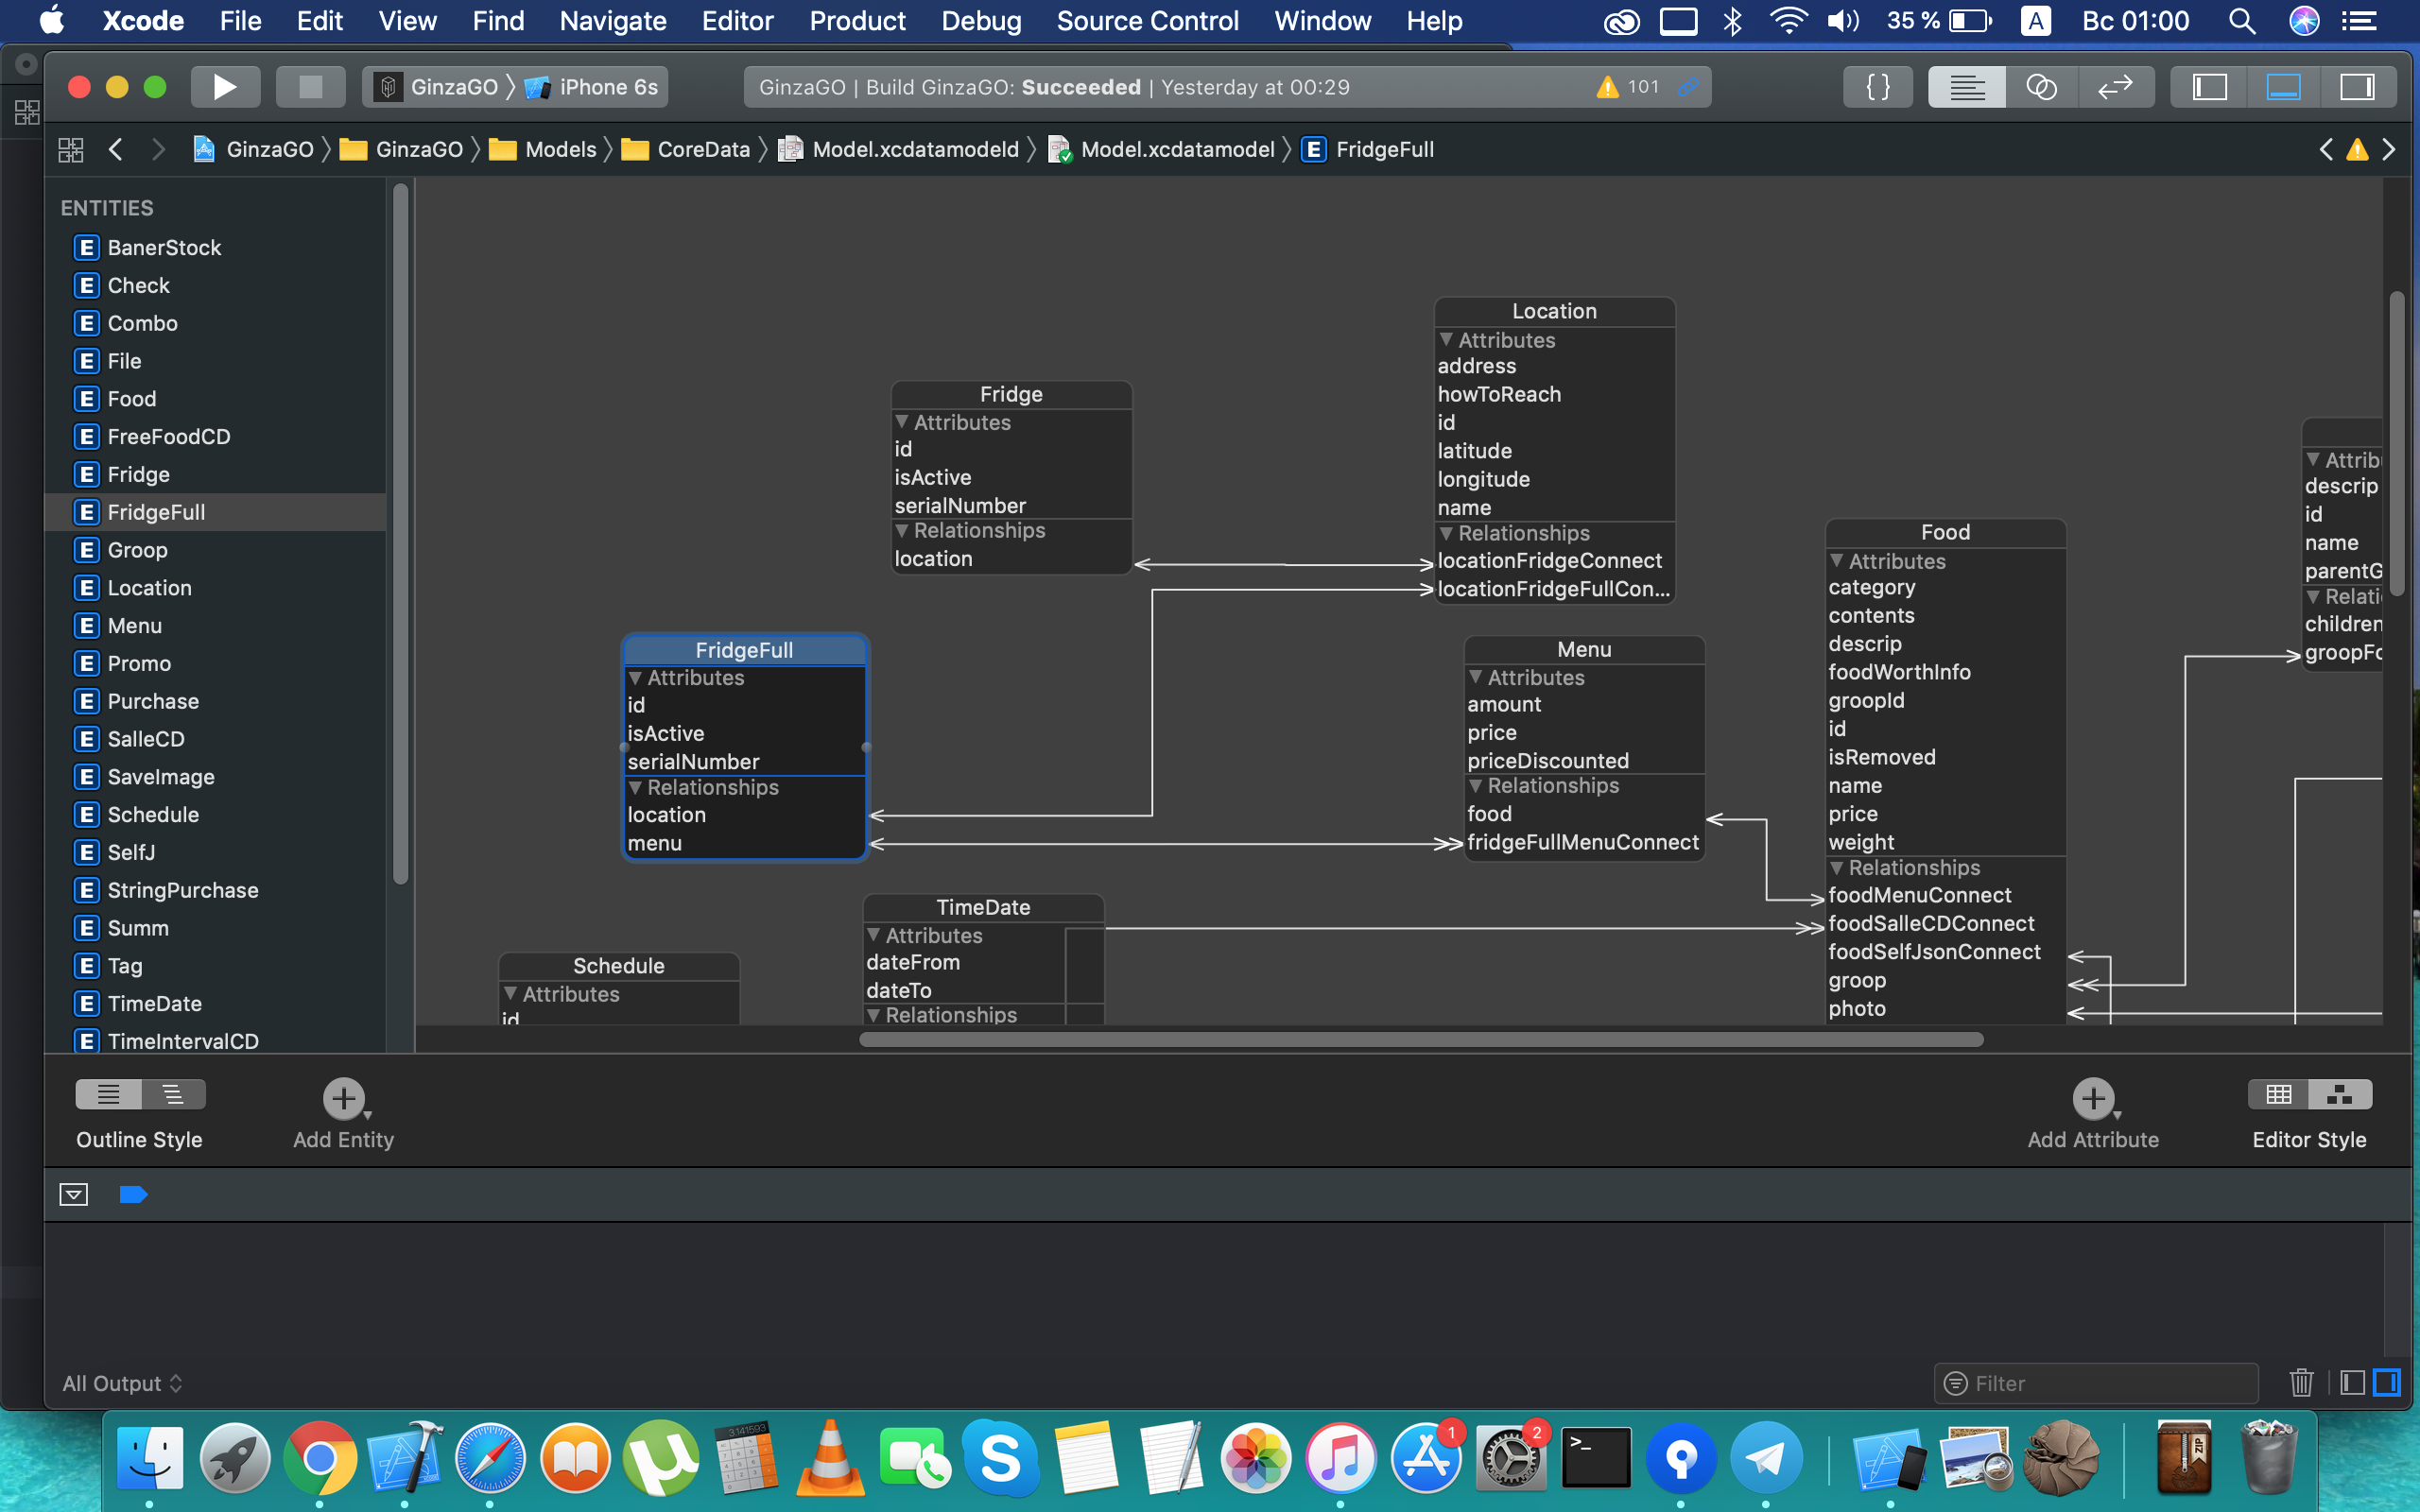 Xcode File Edit View Find Navigate Editor Product Debug Source Control Window Help 35 % A Вс 01:00
GinzaGO iPhone 6s GinzaGO | Build GinzaGO: Succeeded | Yesterday at 00:29 101 { }
GinzaGO GinzaGO Models CoreData Model.xcdatamodeld Model.xcdatamodel E FridgeFull
ENTITIES
E BanerStock
E Check
E Combo
E File
E Food
E FreeFoodCD
E Fridge
E FridgeFull
E Groop
E Location
E Menu
E Promo
E Purchase
E SalleCD
E SaveImage
E Schedule
E SelfJ
E StringPurchase
E Summ
E Tag
E TimeDate
E TimeIntervalCD
Fridge
Attributes
id
isActive
serialNumber
Relationships
location
Location
Attributes
address
howToReach
id
latitude
longitude
name
Relationships
locationFridgeConnect
locationFridgeFullCon...
FridgeFull
Attributes
id
isActive
serialNumber
Relationships
location
menu
Menu
Attributes
amount
price
priceDiscounted
Relationships
food
fridgeFullMenuConnect
Food
Attributes
category
contents
descrip
foodWorthInfo
groopId
id
isRemoved
name
price
weight
Relationships
foodMenuConnect
foodSalleCDConnect
foodSelfJsonConnect
groop
photo
Attrib
descrip
id
name
parentG
Relati
children
groopFo
TimeDate
Attributes
dateFrom
dateTo
Relationships
Schedule
Attributes
id
Outline Style Add Entity Add Attribute Editor Style
All Output Filter
3.141593
1
2
>_
ZIP